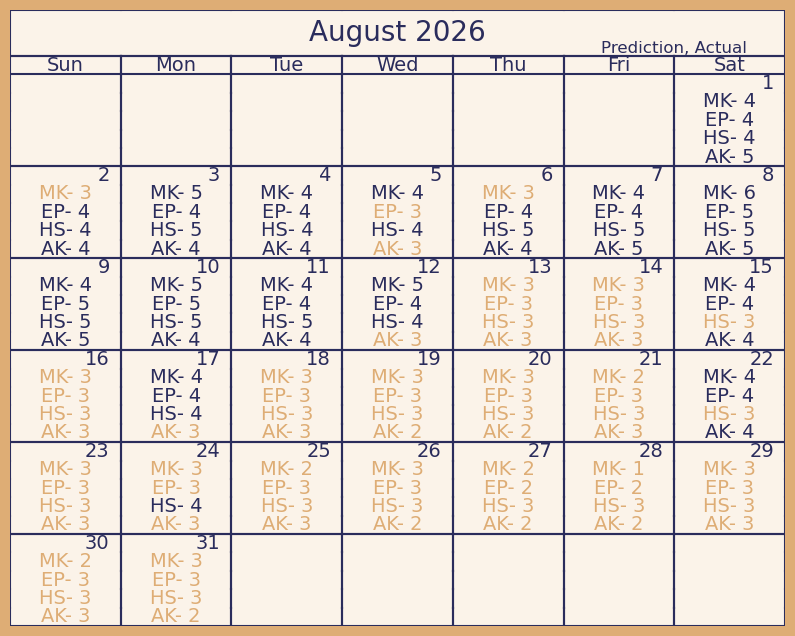 August 2026
Prediction, Actual
Sun Mon Tue Wed Thu Fri Sat
1
MK- 4
EP- 4
HS- 4
AK- 5
2 3 4 5 6 7 8
MK- 3 MK- 5 MK- 4 MK- 4 MK- 3 MK- 4 MK- 6
EP- 4 EP- 4 EP- 4 EP- 3 EP- 4 EP- 4 EP- 5
HS- 4 HS- 5 HS- 4 HS- 4 HS- 5 HS- 5 HS- 5
AK- 4 AK- 4 AK- 4 AK- 3 AK- 4 AK- 5 AK- 5
9 10 11 12 13 14 15
MK- 4 MK- 5 MK- 4 MK- 5 MK- 3 MK- 3 MK- 4
EP- 5 EP- 5 EP- 4 EP- 4 EP- 3 EP- 3 EP- 4
HS- 5 HS- 5 HS- 5 HS- 4 HS- 3 HS- 3 HS- 3
AK- 5 AK- 4 AK- 4 AK- 3 AK- 3 AK- 3 AK- 4
16 17 18 19 20 21 22
MK- 3 MK- 4 MK- 3 MK- 3 MK- 3 MK- 2 MK- 4
EP- 3 EP- 4 EP- 3 EP- 3 EP- 3 EP- 3 EP- 4
HS- 3 HS- 4 HS- 3 HS- 3 HS- 3 HS- 3 HS- 3
AK- 3 AK- 3 AK- 3 AK- 2 AK- 2 AK- 3 AK- 4
23 24 25 26 27 28 29
MK- 3 MK- 3 MK- 2 MK- 3 MK- 2 MK- 1 MK- 3
EP- 3 EP- 3 EP- 3 EP- 3 EP- 2 EP- 2 EP- 3
HS- 3 HS- 4 HS- 3 HS- 3 HS- 3 HS- 3 HS- 3
AK- 3 AK- 3 AK- 3 AK- 2 AK- 2 AK- 2 AK- 3
30 31
MK- 2 MK- 3
EP- 3 EP- 3
HS- 3 HS- 3
AK- 3 AK- 2